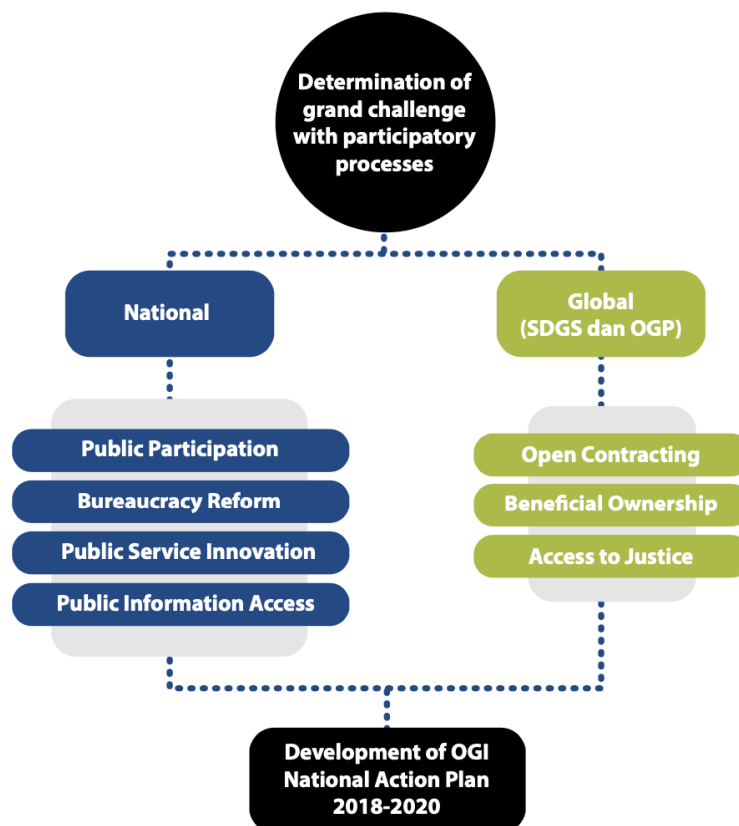 Determination of
grand challenge
with participatory
processes
National
Global
(SDGS dan OGP)
Public Participation
Bureaucracy Reform
Public Service Innovation
Public Information Access
Open Contracting
Beneficial Ownership
Access to Justice
Development of OGI
National Action Plan
2018-2020